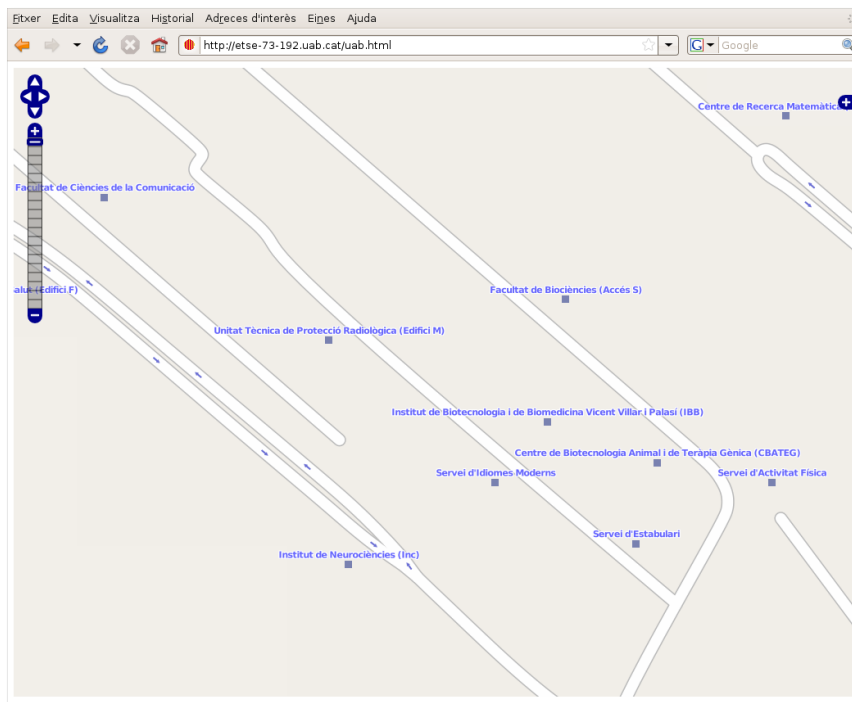 Fitxer Edita Visualitza Historial Adreces d'interès Eines Ajuda
http://etse-73-192.uab.cat/uab.html
Google
Centre de Recerca Matemàtica
Facultat de Ciències de la Comunicació
(Edifici F)
Facultat de Biociències (Accés S)
Unitat Tècnica de Protecció Radiològica (Edifici M)
Institut de Biotecnologia i de Biomedicina Vicent Villar i Palasí (IBB)
Centre de Biotecnologia Animal i de Teràpia Gènica (CBATEG)
Servei d'Idiomes Moderns
Servei d'Activitat Física
Servei d'Estabulari
Institut de Neurociències (Inc)